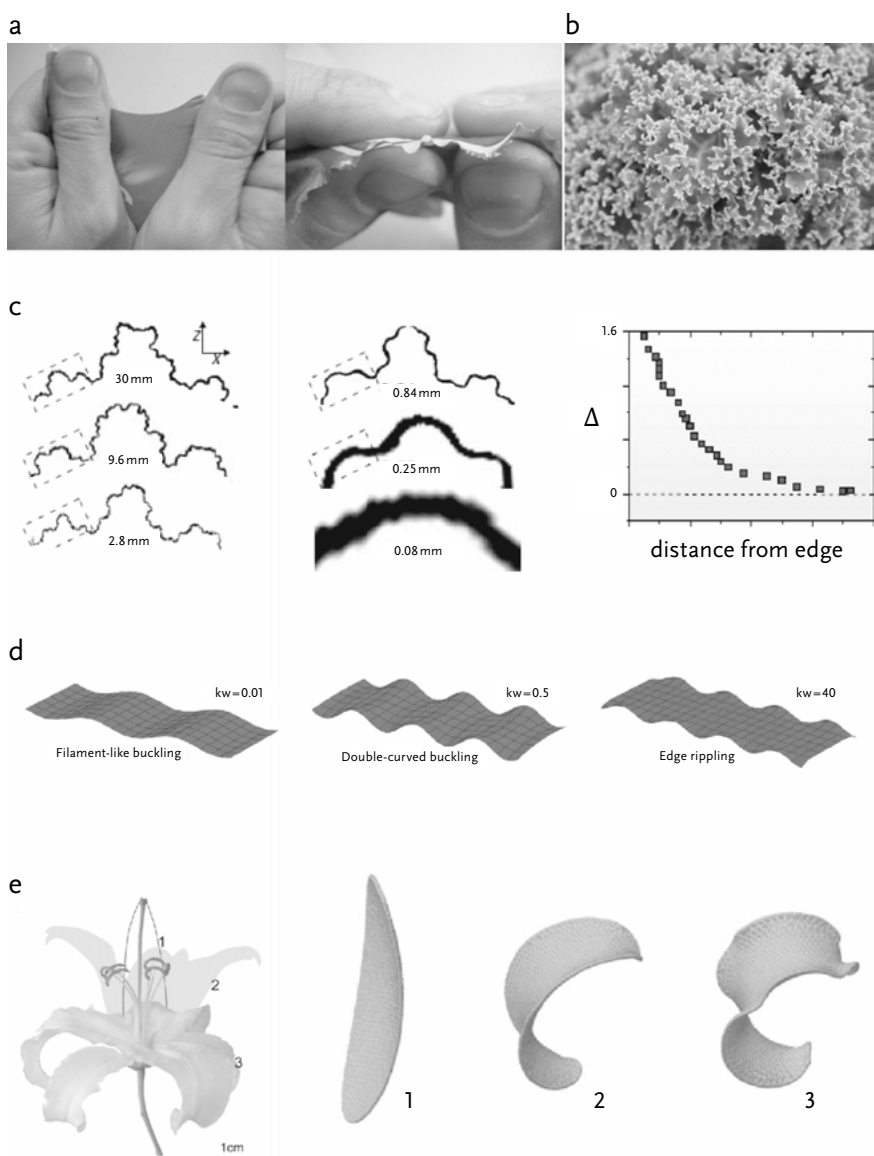 a
b
c
Z
X
30 mm
9.6 mm
2.8 mm
0.84 mm
0.25 mm
0.08 mm
1.6
Δ
0
distance from edge
d
kw = 0.01
Filament-like buckling
kw = 0.5
Double-curved buckling
kw = 40
Edge rippling
e
1
2
3
1cm
1
2
3